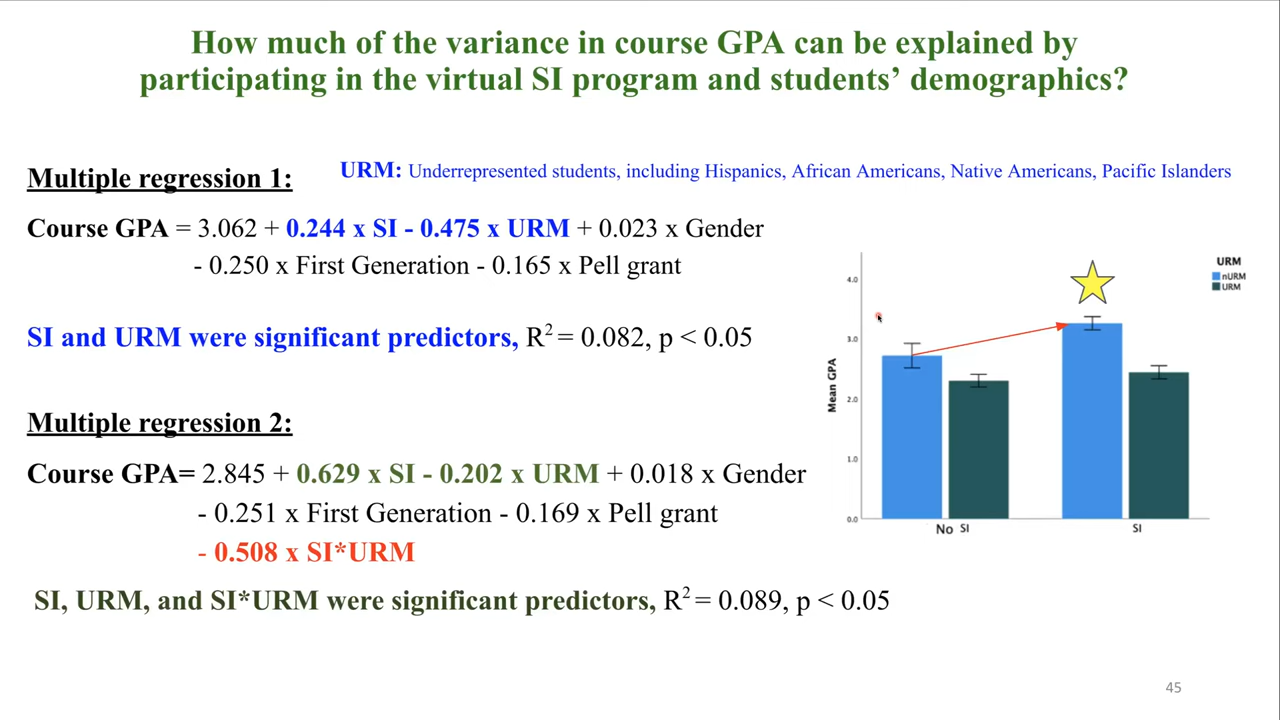 How much of the variance in course GPA can be explained by
participating in the virtual SI program and students’ demographics?
Multiple regression 1:
URM: Underrepresented students, including Hispanics, African Americans, Native Americans, Pacific Islanders
Course GPA = 3.062 + 0.244 x SI - 0.475 x URM + 0.023 x Gender
- 0.250 x First Generation - 0.165 x Pell grant
SI and URM were significant predictors, R2 = 0.082, p < 0.05
Multiple regression 2:
Course GPA= 2.845 + 0.629 x SI - 0.202 x URM + 0.018 x Gender
- 0.251 x First Generation - 0.169 x Pell grant
- 0.508 x SI*URM
SI, URM, and SI*URM were significant predictors, R2 = 0.089, p < 0.05
URM
nURM
URM
Mean GPA
4.0
3.0
2.0
1.0
0.0
No SI
SI
45